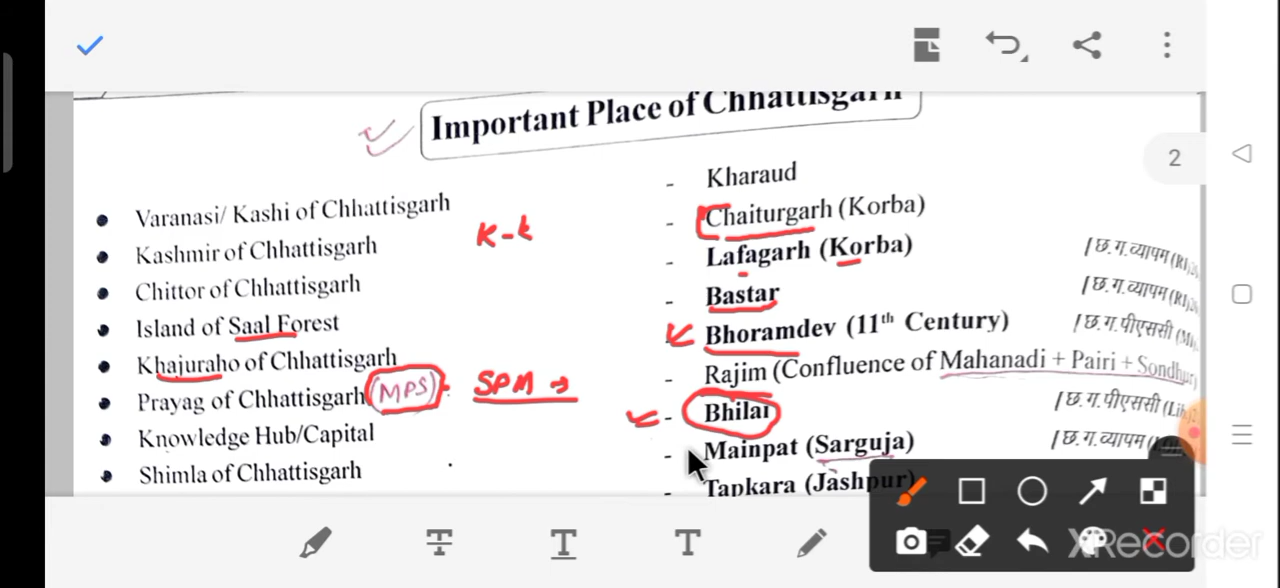 2
Important Place of Chhattisgarh
Varanasi/ Kashi of Chhattisgarh - Kharaud
Kashmir of Chhattisgarh K-k - Chaiturgarh (Korba)
Chittor of Chhattisgarh - Lafagarh (Korba) [छ.ग.व्यापम (RI)
Island of Saal Forest - Bastar [छ.ग.व्यापम (RI)
Khajuraho of Chhattisgarh - Bhoramdev (11th Century) [छ.ग.पीएससी
Prayag of Chhattisgarh (MPS) SPM → - Rajim (Confluence of Mahanadi + Pairi + Sondhur
Knowledge Hub/Capital - Bhilai [छ.ग.पीएससी
Shimla of Chhattisgarh - Mainpat (Sarguja) [छ.ग.व्यापम
- Tapkara (Jashpur)
T T T
XRecorder